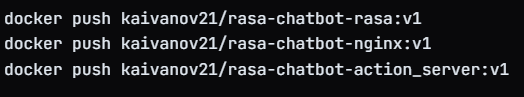 docker push kaivanov21/rasa-chatbot-rasa:v1
docker push kaivanov21/rasa-chatbot-nginx:v1
docker push kaivanov21/rasa-chatbot-action_server:v1